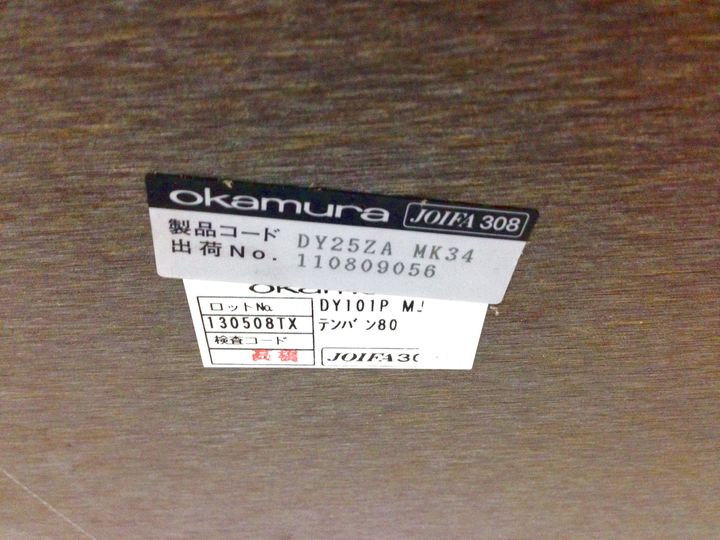 okamura JOIFA 308
製品コード DY25ZA MK34
出荷No. 110809056
ロットNo. DY101P
130508TX テンバン80
検査コード
JOIFA